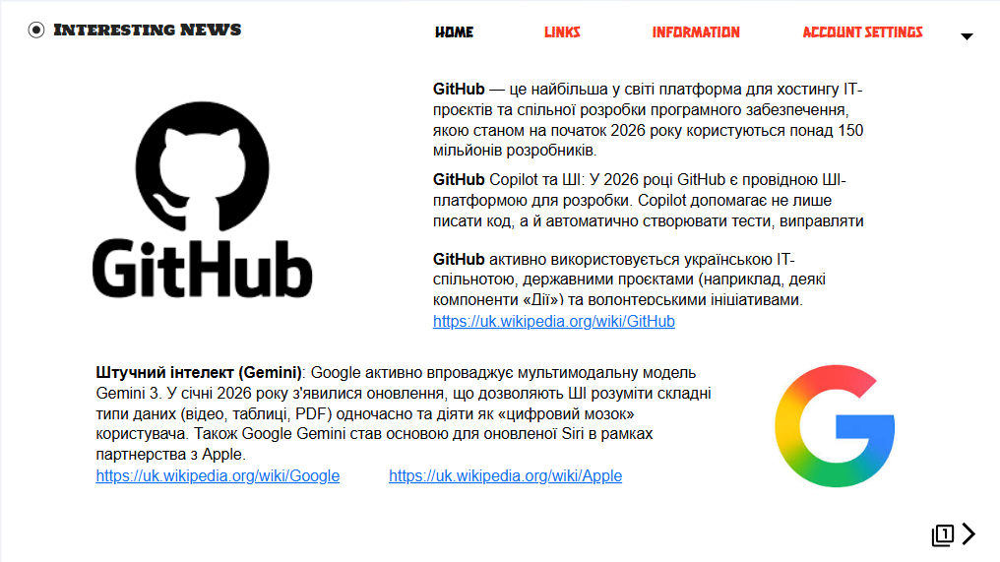 Interesting NEWS
HOME
LINKS
INFORMATION
ACCOUNT SETTINGS
GitHub — це найбільша у світі платформа для хостингу ІТ-
проєктів та спільної розробки програмного забезпечення,
якою станом на початок 2026 року користуються понад 150
мільйонів розробників.
GitHub Copilot та ШІ: У 2026 році GitHub є провідною ШІ-
платформою для розробки. Copilot допомагає не лише
писати код, а й автоматично створювати тести, виправляти
GitHub активно використовується українською ІТ-
спільнотою, державними проєктами (наприклад, деякі
компоненти «Дії») та волонтерськими ініціативами.
https://uk.wikipedia.org/wiki/GitHub
GitHub
Штучний інтелект (Gemini): Google активно впроваджує мультимодальну модель
Gemini 3. У січні 2026 року з'явилися оновлення, що дозволяють ШІ розуміти складні
типи даних (відео, таблиці, PDF) одночасно та діяти як «цифровий мозок»
користувача. Також Google Gemini став основою для оновленої Siri в рамках
партнерства з Apple.
https://uk.wikipedia.org/wiki/Google
https://uk.wikipedia.org/wiki/Apple
1